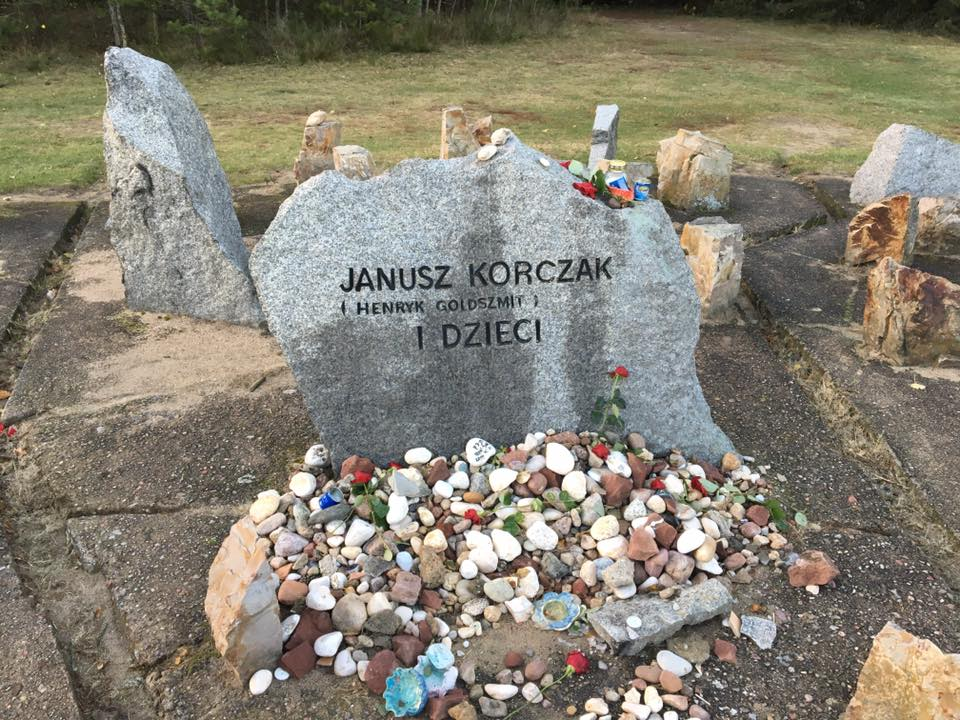 JANUSZ KORCZAK
( HENRYK GOLDSZMIT )
I DZIECI